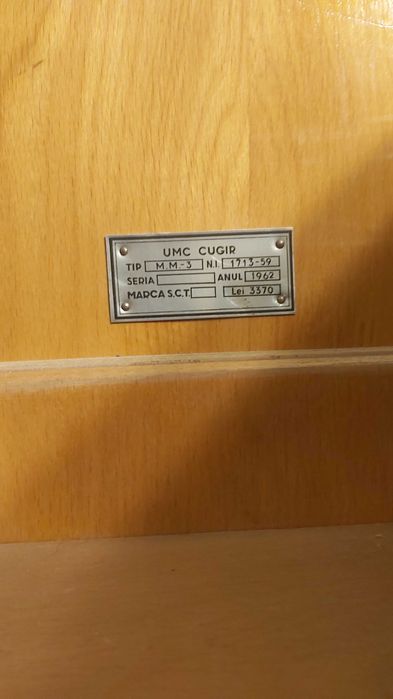 UMC CUGIR
TIP M.M.-3 N.I. 1713-59
SERIA ANUL 1962
MARCA S.C.T. Lei 3370